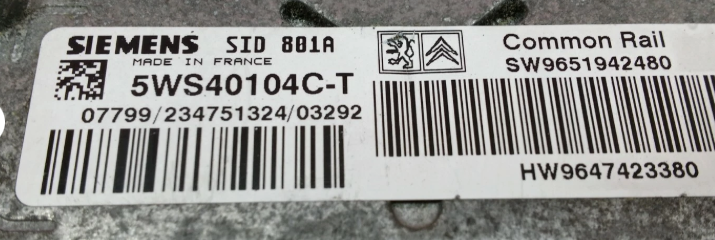 SIEMENS SID 801A
MADE IN FRANCE
5WS40104C-T
07799/234751324/03292
Common Rail
SW9651942480
HW9647423380